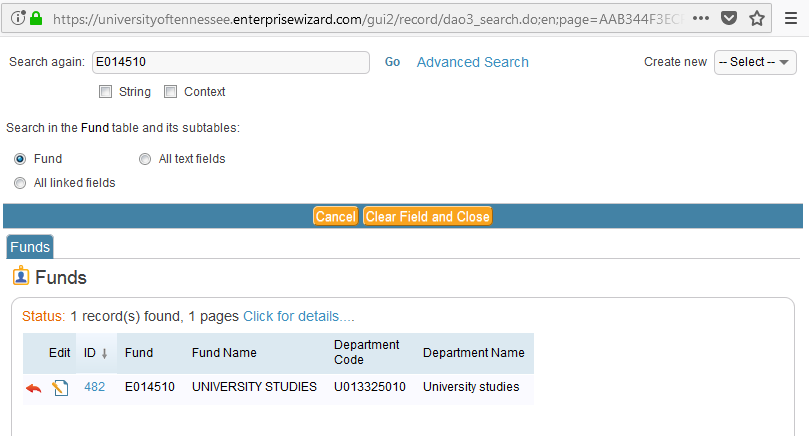 https://universityoftennessee.enterprisewizard.com/gui2/record/dao3_search.do;en;page=AAB344F3EC
Search again: E014510 Go Advanced Search Create new -- Select --
String Context
Search in the Fund table and its subtables:
Fund All text fields
All linked fields
Cancel Clear Field and Close
Funds
Funds
Status: 1 record(s) found, 1 pages Click for details....
Edit ID Fund Fund Name Department Code Department Name
482 E014510 UNIVERSITY STUDIES U013325010 University studies